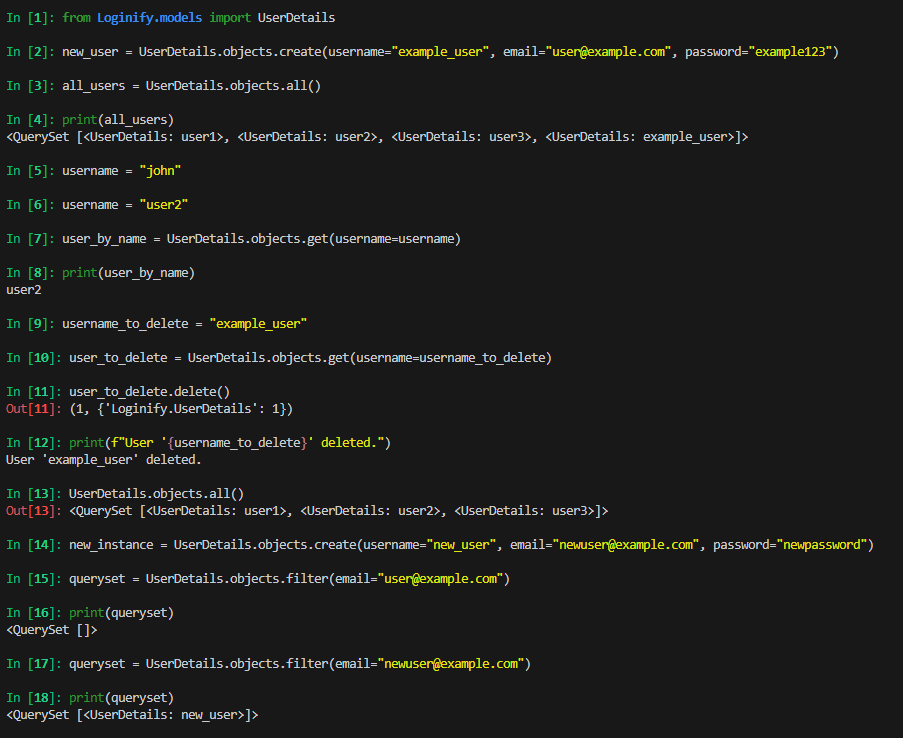 In [1]: from Loginify.models import UserDetails
In [2]: new_user = UserDetails.objects.create(username="example_user", email="user@example.com", password="example123")
In [3]: all_users = UserDetails.objects.all()
In [4]: print(all_users)
<QuerySet [<UserDetails: user1>, <UserDetails: user2>, <UserDetails: user3>, <UserDetails: example_user>]>
In [5]: username = "john"
In [6]: username = "user2"
In [7]: user_by_name = UserDetails.objects.get(username=username)
In [8]: print(user_by_name)
user2
In [9]: username_to_delete = "example_user"
In [10]: user_to_delete = UserDetails.objects.get(username=username_to_delete)
In [11]: user_to_delete.delete()
Out[11]: (1, {'Loginify.UserDetails': 1})
In [12]: print(f"User '{username_to_delete}' deleted.")
User 'example_user' deleted.
In [13]: UserDetails.objects.all()
Out[13]: <QuerySet [<UserDetails: user1>, <UserDetails: user2>, <UserDetails: user3>]>
In [14]: new_instance = UserDetails.objects.create(username="new_user", email="newuser@example.com", password="newpassword")
In [15]: queryset = UserDetails.objects.filter(email="user@example.com")
In [16]: print(queryset)
<QuerySet []>
In [17]: queryset = UserDetails.objects.filter(email="newuser@example.com")
In [18]: print(queryset)
<QuerySet [<UserDetails: new_user>]>